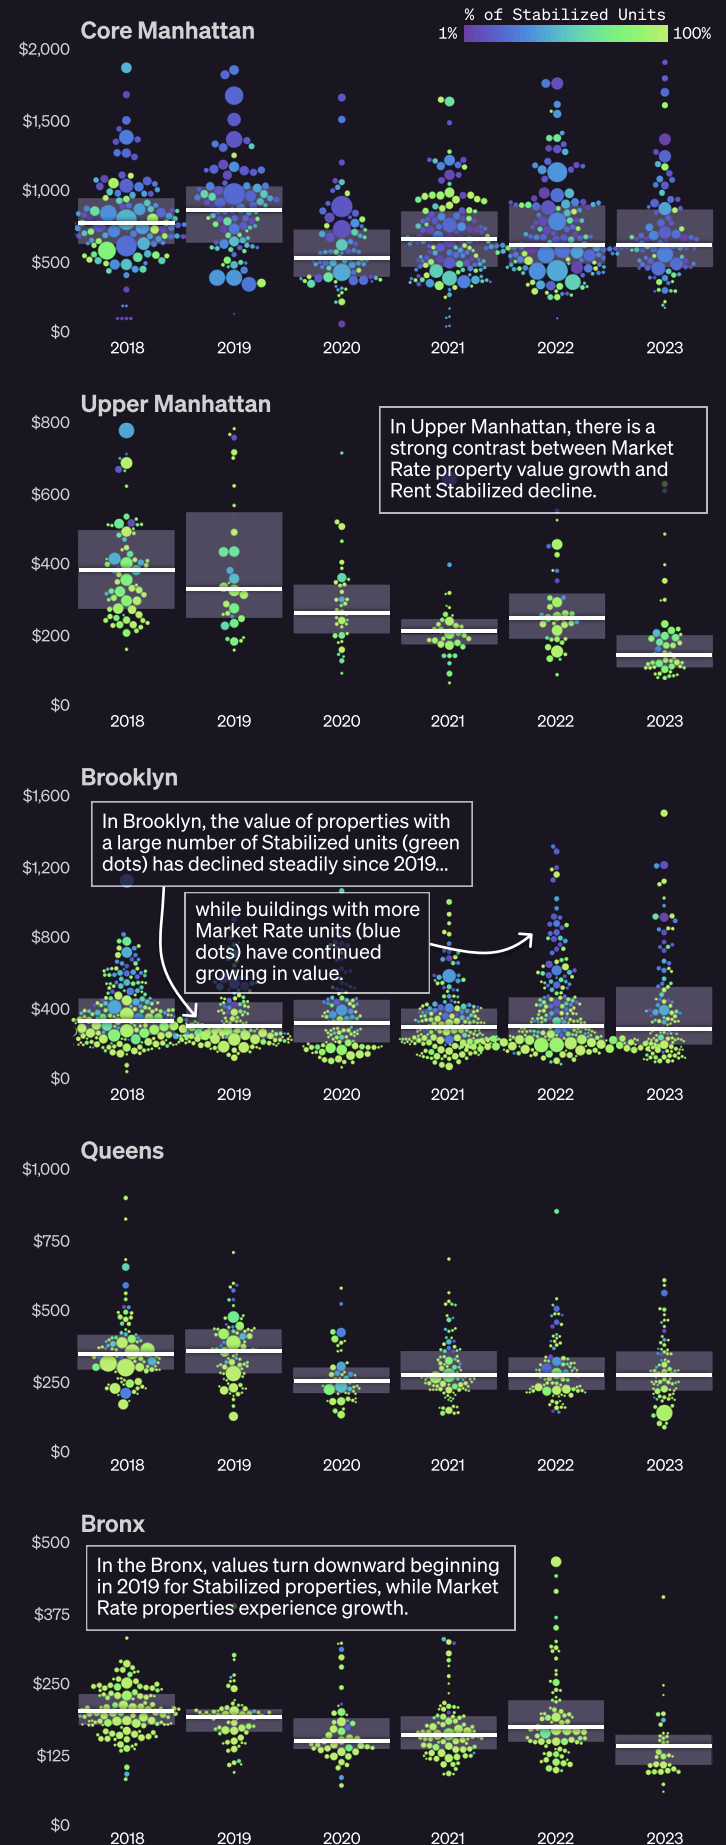 % of Stabilized Units
1%
100%
Core Manhattan
$2,000
$1,500
$1,000
$500
$0
2018 2019 2020 2021 2022 2023
Upper Manhattan
$800
$600
$400
$200
$0
In Upper Manhattan, there is a
strong contrast between Market
Rate property value growth and
Rent Stabilized decline.
2018 2019 2020 2021 2022 2023
Brooklyn
$1,600
$1,200
$800
$400
$0
In Brooklyn, the value of properties with
a large number of Stabilized units (green
dots) has declined steadily since 2019...
while buildings with more
Market Rate units (blue
dots) have continued
growing in value.
2018 2019 2020 2021 2022 2023
Queens
$1,000
$750
$500
$250
$0
2018 2019 2020 2021 2022 2023
Bronx
$500
$375
$250
$125
$0
In the Bronx, values turn downward beginning
in 2019 for Stabilized properties, while Market
Rate properties experience growth.
2018 2019 2020 2021 2022 2023